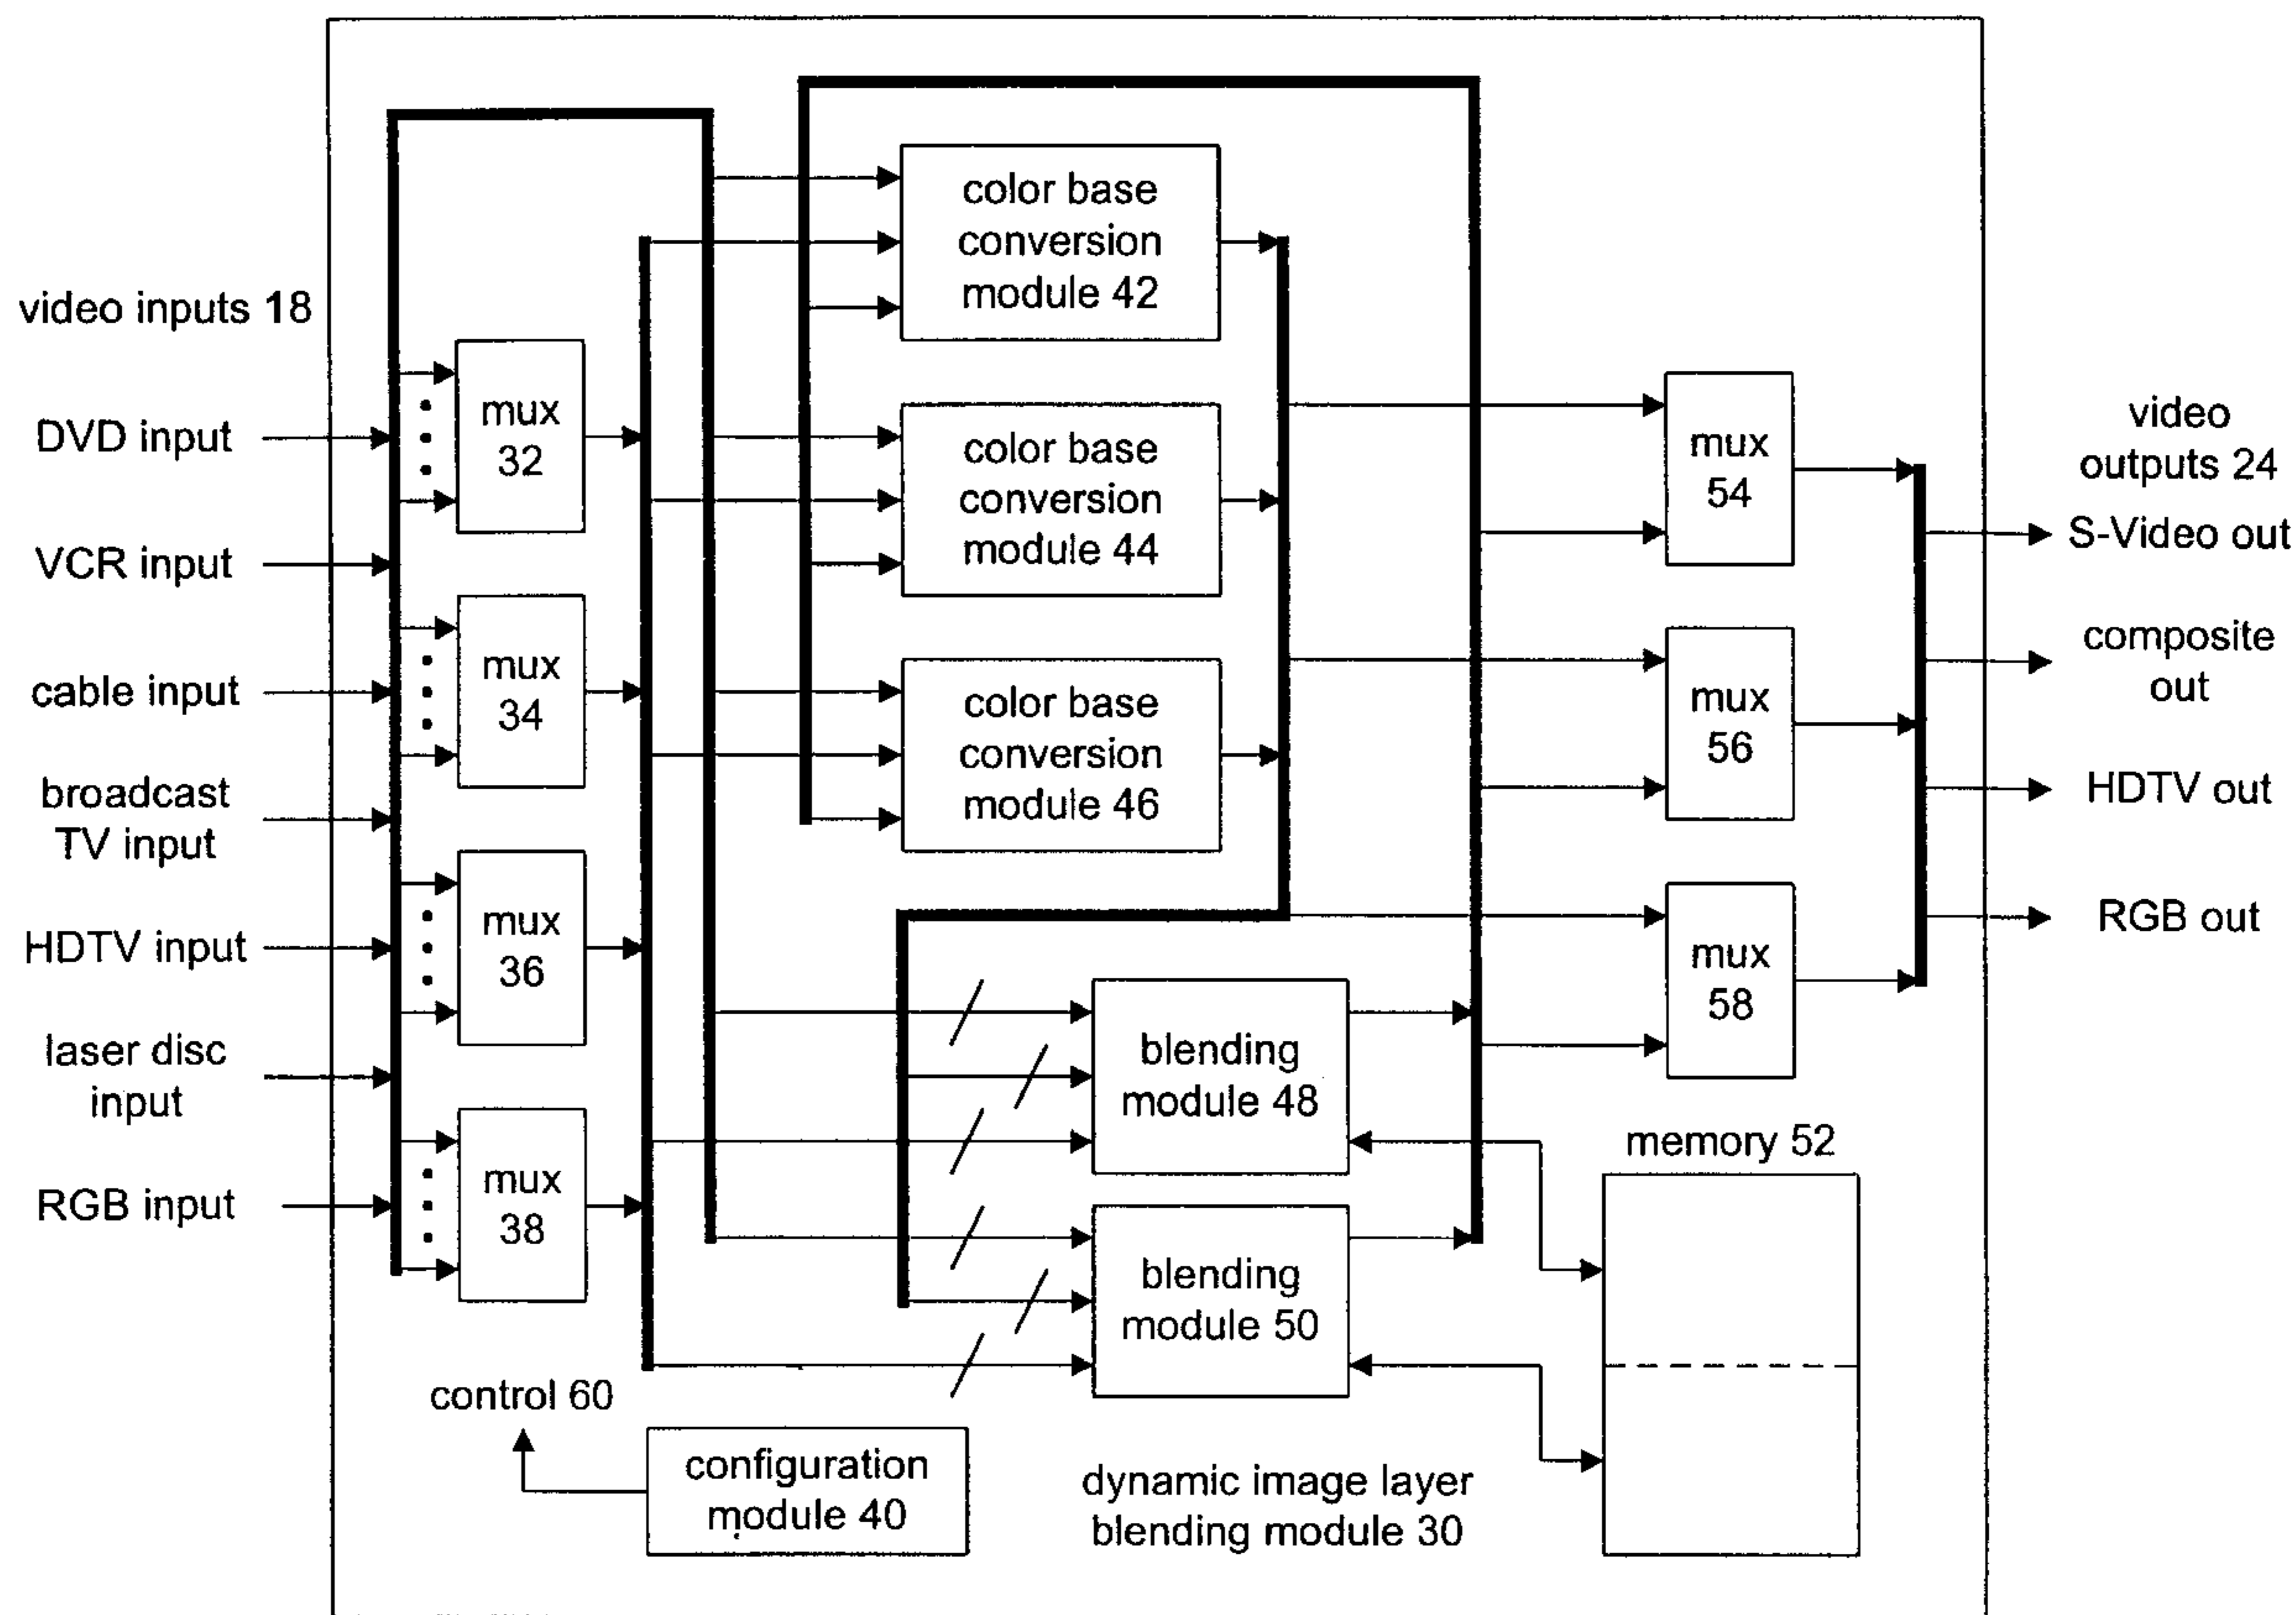 video inputs 18
DVD input
VCR input
cable input
broadcast
TV input
HDTV input
laser disc
input
RGB input
mux
32
mux
34
mux
36
mux
38
control 60
configuration
module 40
color base
conversion
module 42
color base
conversion
module 44
color base
conversion
module 46
blending
module 48
blending
module 50
dynamic image layer
blending module 30
mux
54
mux
56
mux
58
memory 52
video
outputs 24
S-Video out
composite
out
HDTV out
RGB out